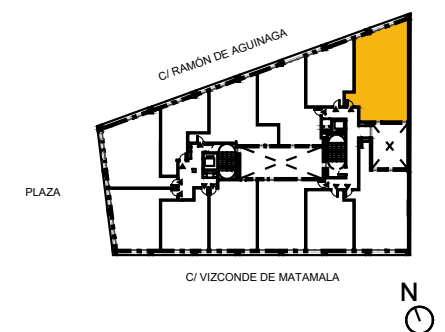 C/ RAMÓN DE AGUINAGA
PLAZA
C/ VIZCONDE DE MATAMALA
N